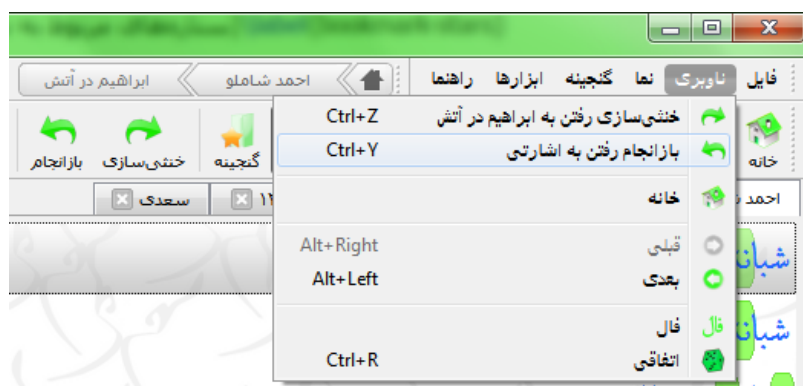 فایل ناوبری نما گنجینه ابزارها راهنما
احمد شاملو ابراهیم در آتش
خانه
گنجینه خنثی‌سازی بازانجام
خنثی‌سازی رفتن به ابراهیم در آتش Ctrl+Z
بازانجام رفتن به اشارتی Ctrl+Y
خانه
قبلی Alt+Right
بعدی Alt+Left
فال فال
اتفاقی Ctrl+R
احمد
سعدی